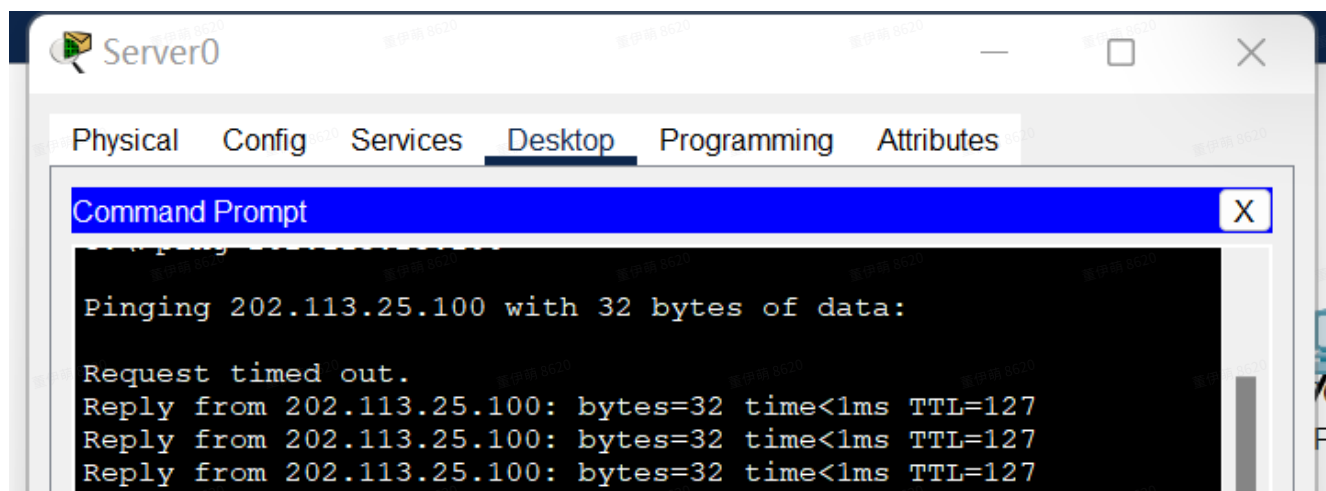 Server0
Physical Config Services Desktop Programming Attributes
Command Prompt
X
Pinging 202.113.25.100 with 32 bytes of data:
Request timed out.
Reply from 202.113.25.100: bytes=32 time<1ms TTL=127
Reply from 202.113.25.100: bytes=32 time<1ms TTL=127
Reply from 202.113.25.100: bytes=32 time<1ms TTL=127